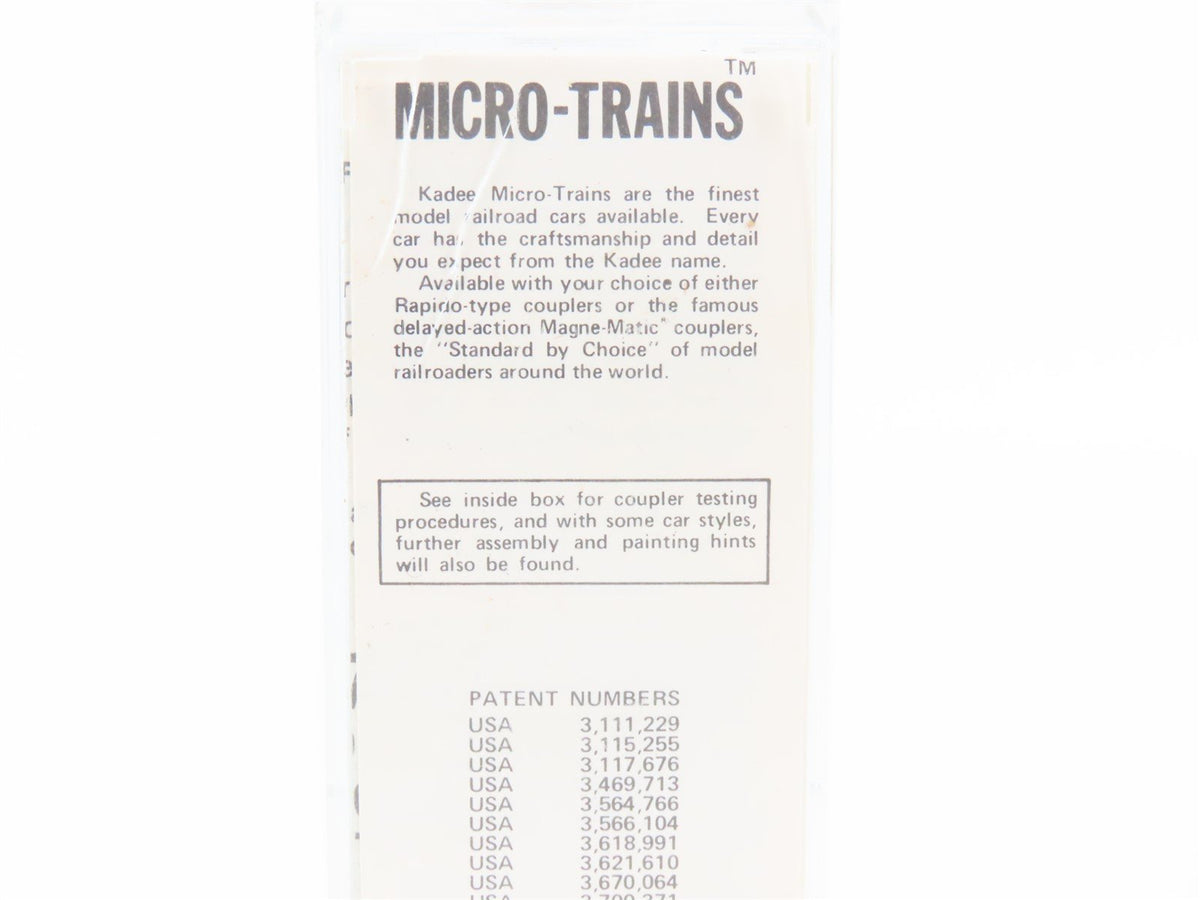 MICRO-TRAINS™
Kadee Micro-Trains are the finest
model railroad cars available. Every
car has the craftsmanship and detail
you expect from the Kadee name.
Available with your choice of either
Rapido-type couplers or the famous
delayed-action Magne-Matic® couplers,
the "Standard by Choice" of model
railroaders around the world.
See inside box for coupler testing
procedures, and with some car styles,
further assembly and painting hints
will also be found.
PATENT NUMBERS
USA 3,111,229
USA 3,115,255
USA 3,117,676
USA 3,469,713
USA 3,564,766
USA 3,566,104
USA 3,618,991
USA 3,621,610
USA 3,670,064